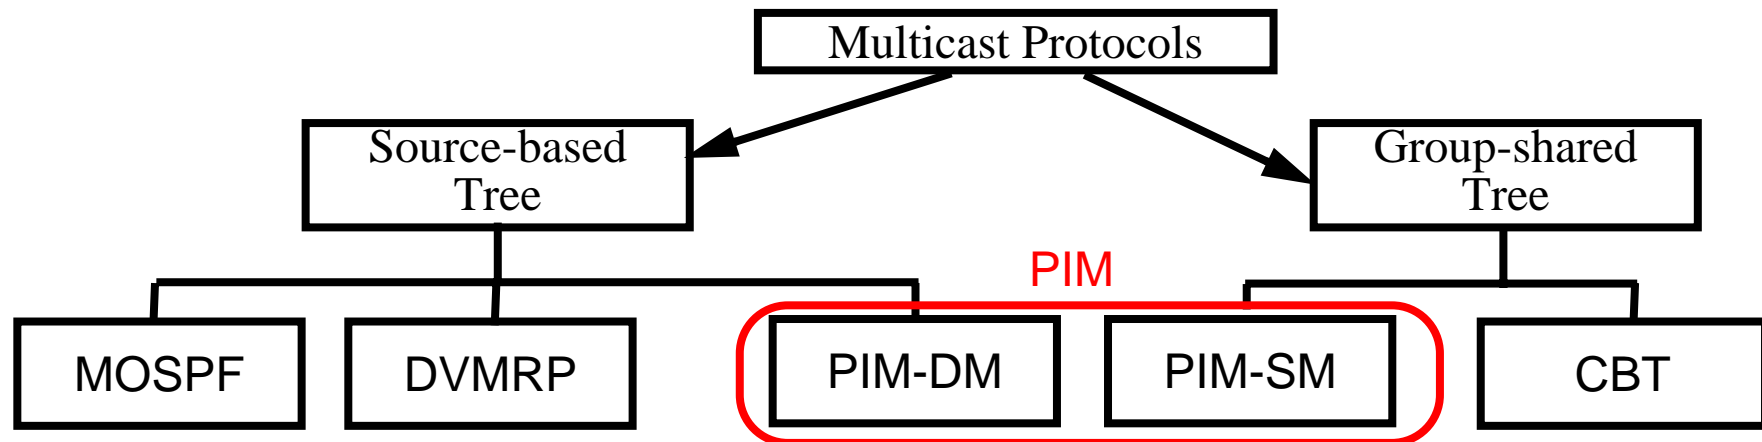 Multicast Protocols
Source-based
Tree
Group-shared
Tree
PIM
MOSPF
DVMRP
PIM-DM
PIM-SM
CBT